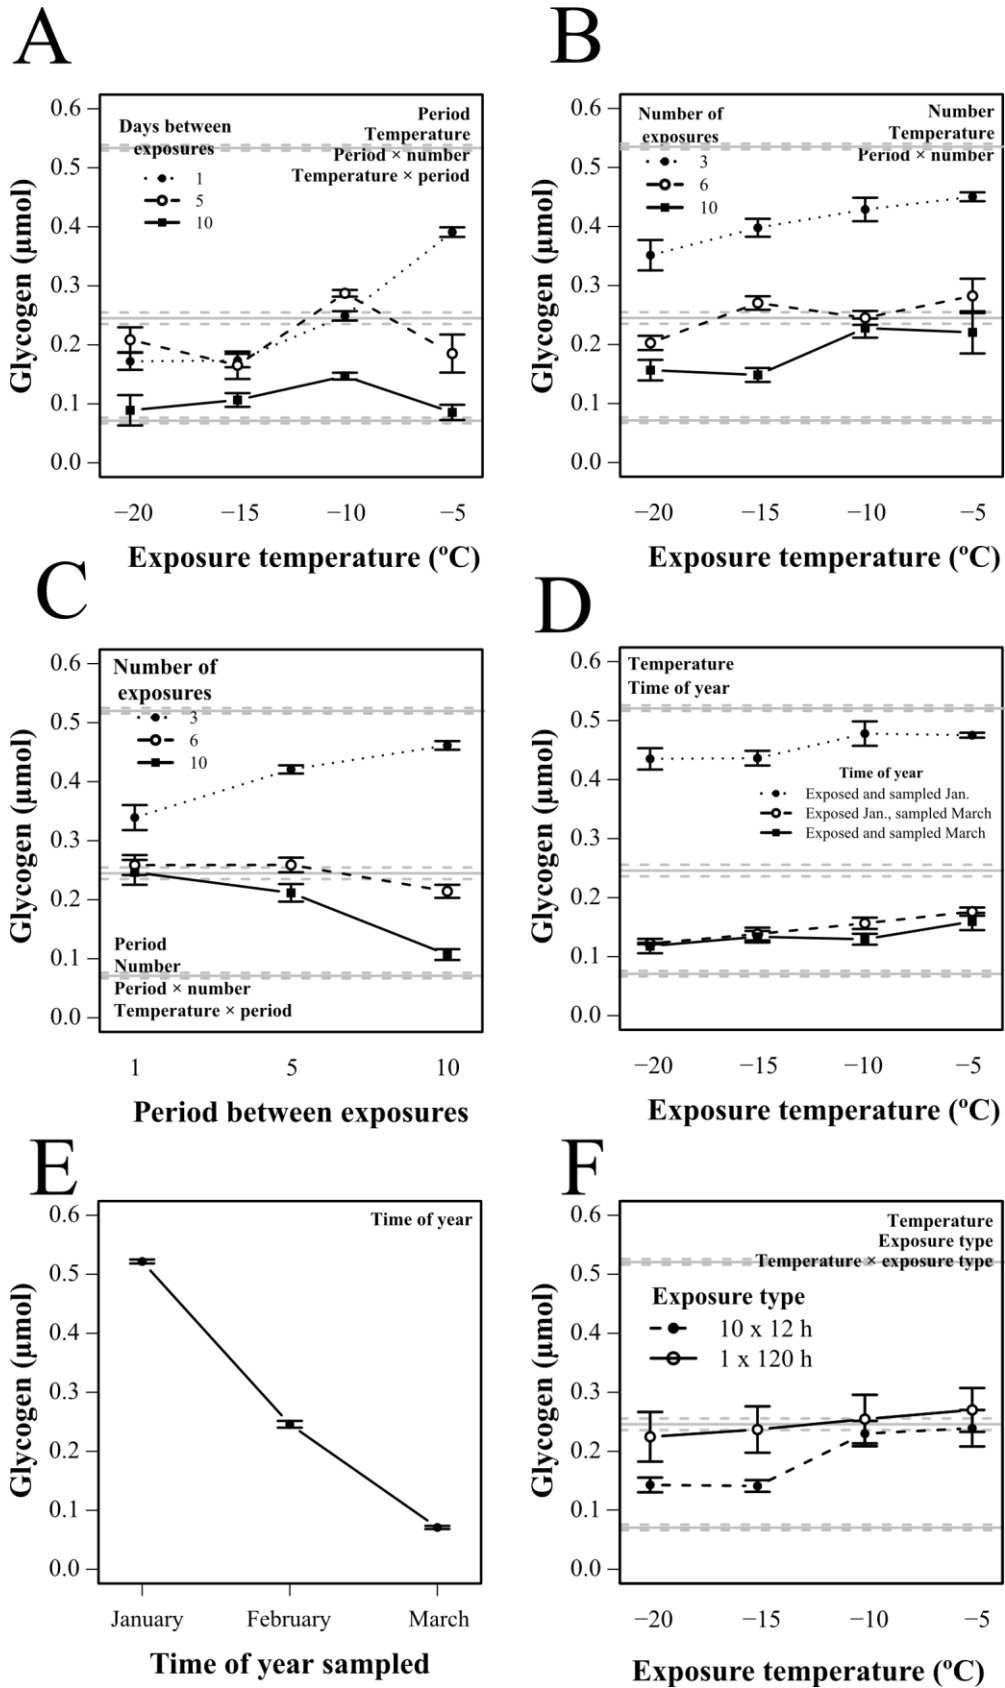 A
Glycogen (µmol)
0.6
0.5
0.4
0.3
0.2
0.1
0.0
Days between
exposures
1
5
10
Period
Temperature
Period × number
Temperature × period
−20 −15 −10 −5
Exposure temperature (ºC)
B
Glycogen (µmol)
0.6
0.5
0.4
0.3
0.2
0.1
0.0
Number of
exposures
3
6
10
Number
Temperature
Period × number
−20 −15 −10 −5
Exposure temperature (ºC)
C
Glycogen (µmol)
0.6
0.5
0.4
0.3
0.2
0.1
0.0
Number of
exposures
3
6
10
Period
Number
Period × number
Temperature × period
1 5 10
Period between exposures
D
Glycogen (µmol)
0.6
0.5
0.4
0.3
0.2
0.1
0.0
Temperature
Time of year
Time of year
Exposed and sampled Jan.
Exposed Jan., sampled March
Exposed and sampled March
−20 −15 −10 −5
Exposure temperature (ºC)
E
Glycogen (µmol)
0.6
0.5
0.4
0.3
0.2
0.1
0.0
Time of year
January February March
Time of year sampled
F
Glycogen (µmol)
0.6
0.5
0.4
0.3
0.2
0.1
0.0
Temperature
Exposure type
Temperature × exposure type
Exposure type
10 x 12 h
1 x 120 h
−20 −15 −10 −5
Exposure temperature (ºC)